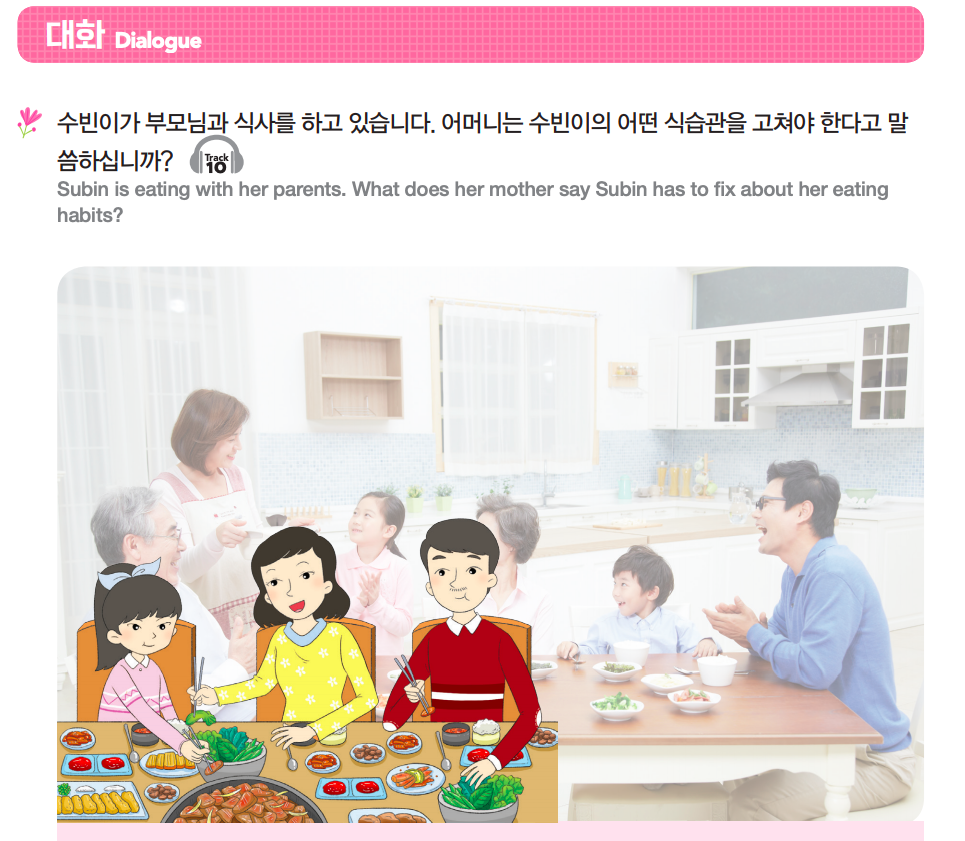 대화 Dialogue
수빈이가 부모님과 식사를 하고 있습니다. 어머니는 수빈이의 어떤 식습관을 고쳐야 한다고 말
씀하십니까? Track 10
Subin is eating with her parents. What does her mother say Subin has to fix about her eating
habits?